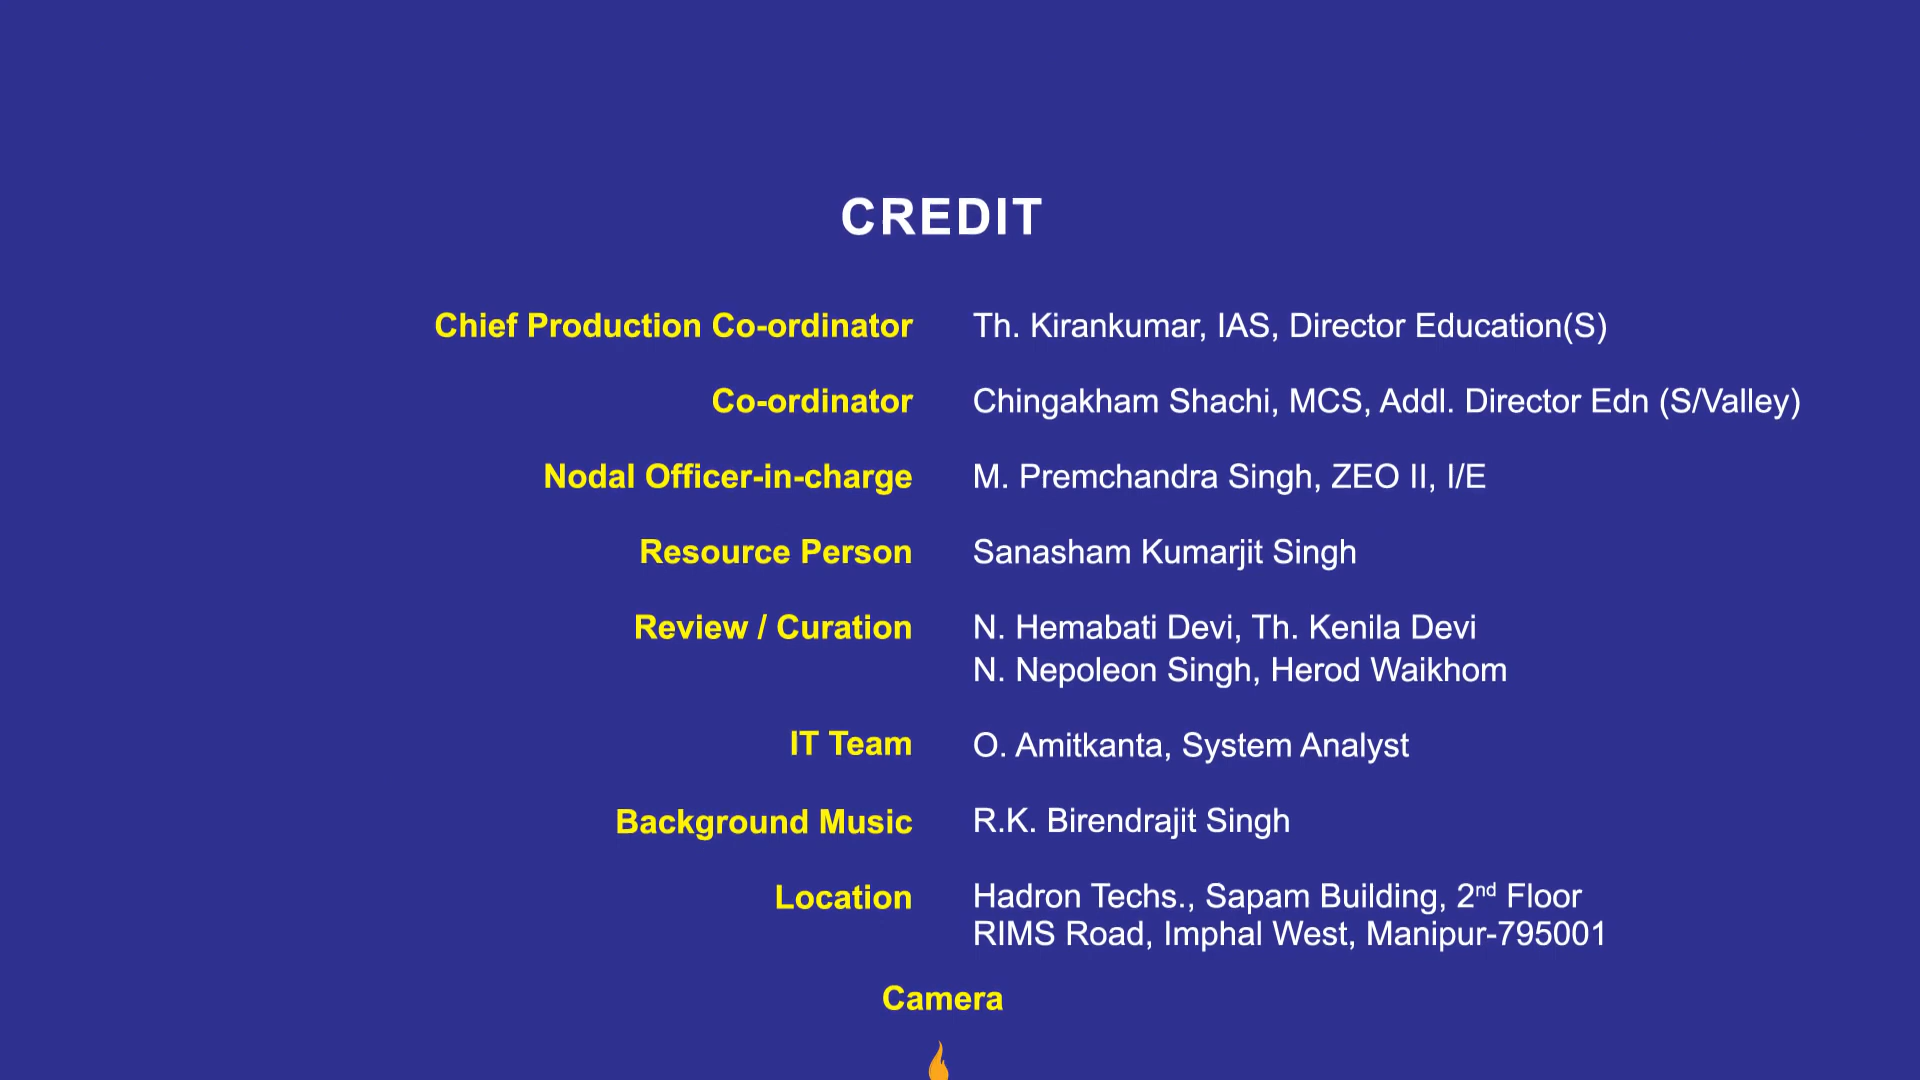 CREDIT
Chief Production Co-ordinator Th. Kirankumar, IAS, Director Education(S)
Co-ordinator Chingakham Shachi, MCS, Addl. Director Edn (S/Valley)
Nodal Officer-in-charge M. Premchandra Singh, ZEO II, I/E
Resource Person Sanasham Kumarjit Singh
Review / Curation N. Hemabati Devi, Th. Kenila Devi
N. Nepoleon Singh, Herod Waikhom
IT Team O. Amitkanta, System Analyst
Background Music R.K. Birendrajit Singh
Location Hadron Techs., Sapam Building, 2nd Floor
RIMS Road, Imphal West, Manipur-795001
Camera